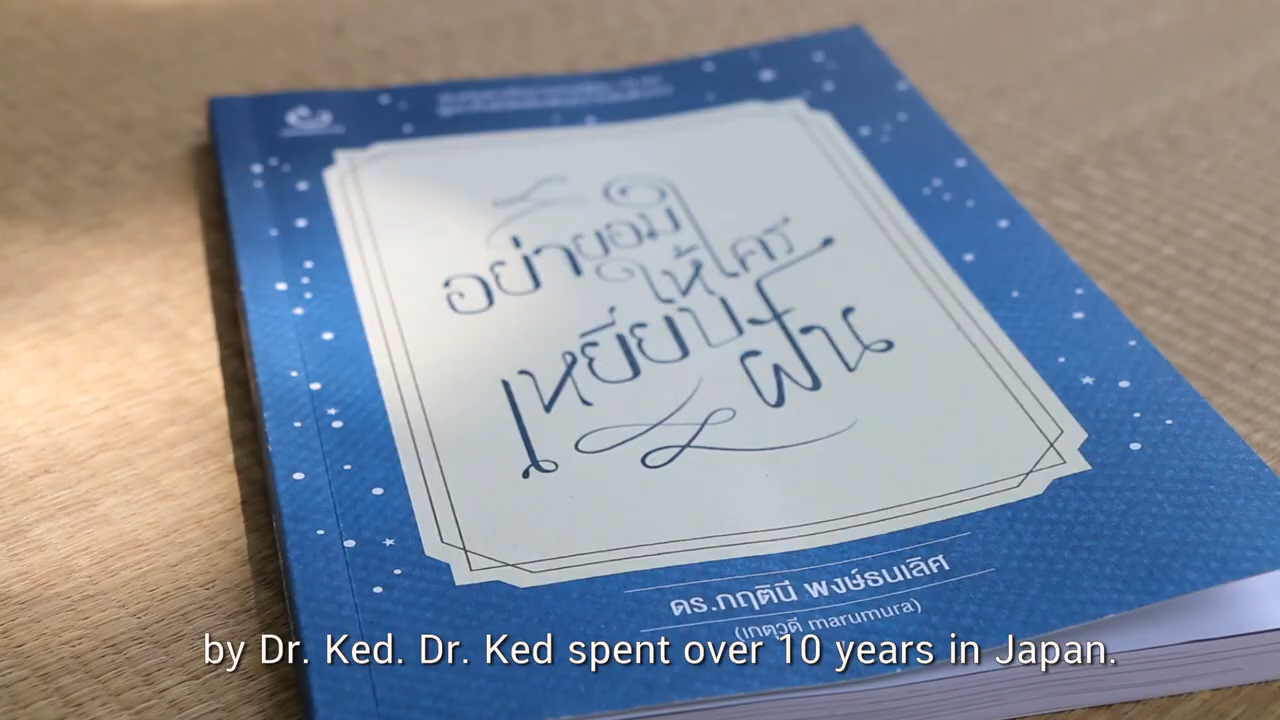 อย่ายอม
ให้ใคร
เหยียบฝัน
ดร.กฤตินี พงษ์ธนเลิศ
(เกตุวดี marumura)
by Dr. Ked. Dr. Ked spent over 10 years in Japan.